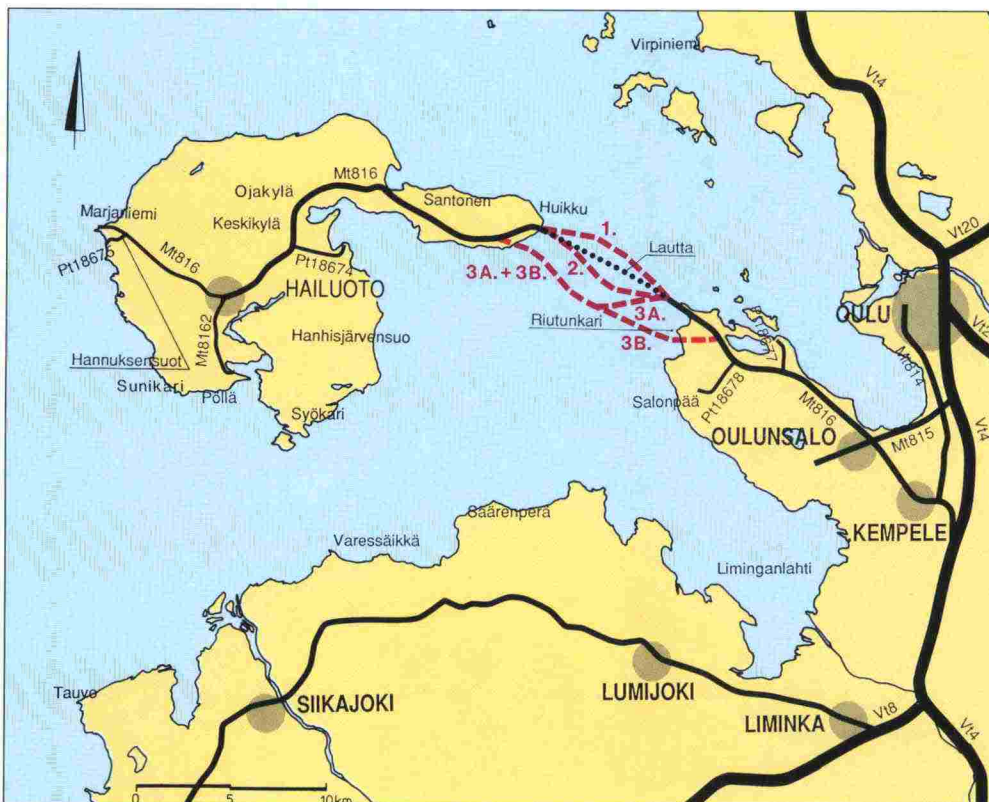 Virpiniemi
Vt4
Mt816
Ojakylä
Santonen
Huikku
Marjaniemi
Keskikylä
1.
Lautta
Vt20
Pt18675
Mt816
Pt18674
2.
3A. + 3B.
HAILUOTO
3A.
OULU
Riutunkari
Mt8162
Hanhisjärvensuo
3B.
Pt18677
Mt814
Hannuksensuot
Sunikari
Pöllä
Salonpää
Pt18678
Mt816
Syökari
OULUNSALO
Mt815
Vt4
KEMPELE
Säärenperä
Varessäikkä
Liminganlahti
Tauvo
SIIKAJOKI
LUMIJOKI
LIMINKA
Vt8
Vt4
0 5 10km